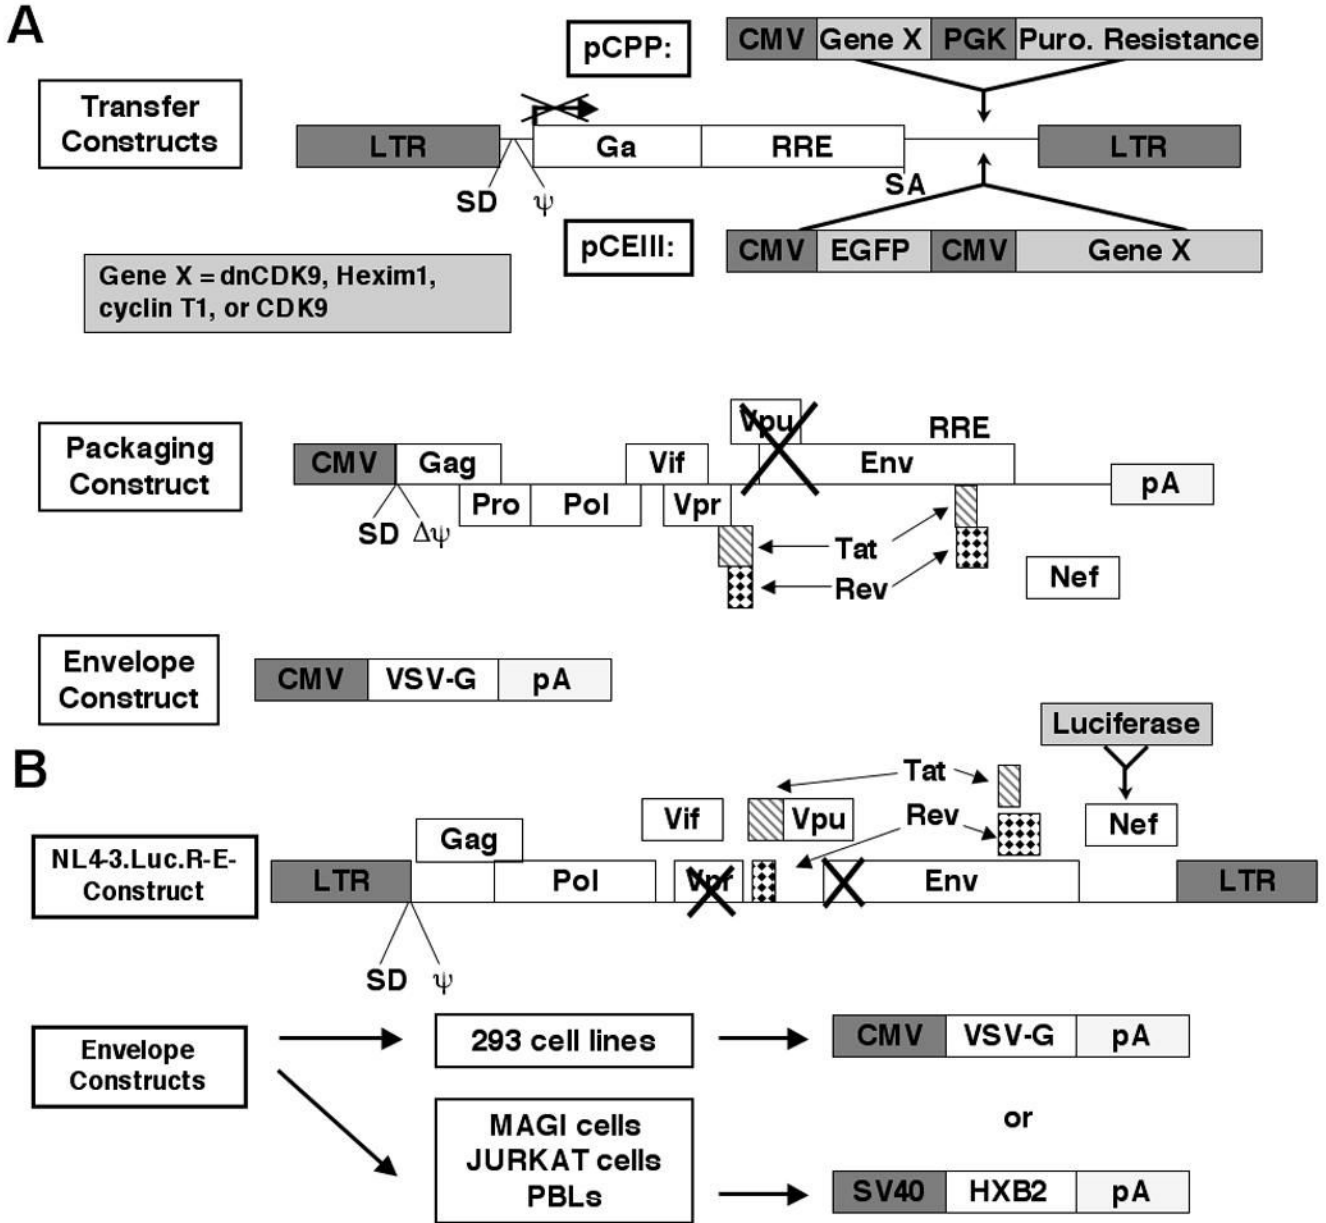 A
pCPP:
CMV Gene X PGK Puro. Resistance
Transfer
Constructs
LTR Ga RRE LTR
SD ψ SA
pCEIII:
CMV EGFP CMV Gene X
Gene X = dnCDK9, Hexim1,
cyclin T1, or CDK9
Packaging
Construct
Vpu RRE
CMV Gag Vif Env
Pro Pol Vpr pA
SD Δψ
Tat
Rev
Nef
Envelope
Construct
CMV VSV-G pA
B
Luciferase
Tat
Rev
Vif Vpu Nef
Gag
NL4-3.Luc.R-E-
Construct
LTR Pol Vpr Env LTR
SD ψ
Envelope
Constructs
293 cell lines
CMV VSV-G pA
MAGI cells
JURKAT cells
PBLs
or
SV40 HXB2 pA